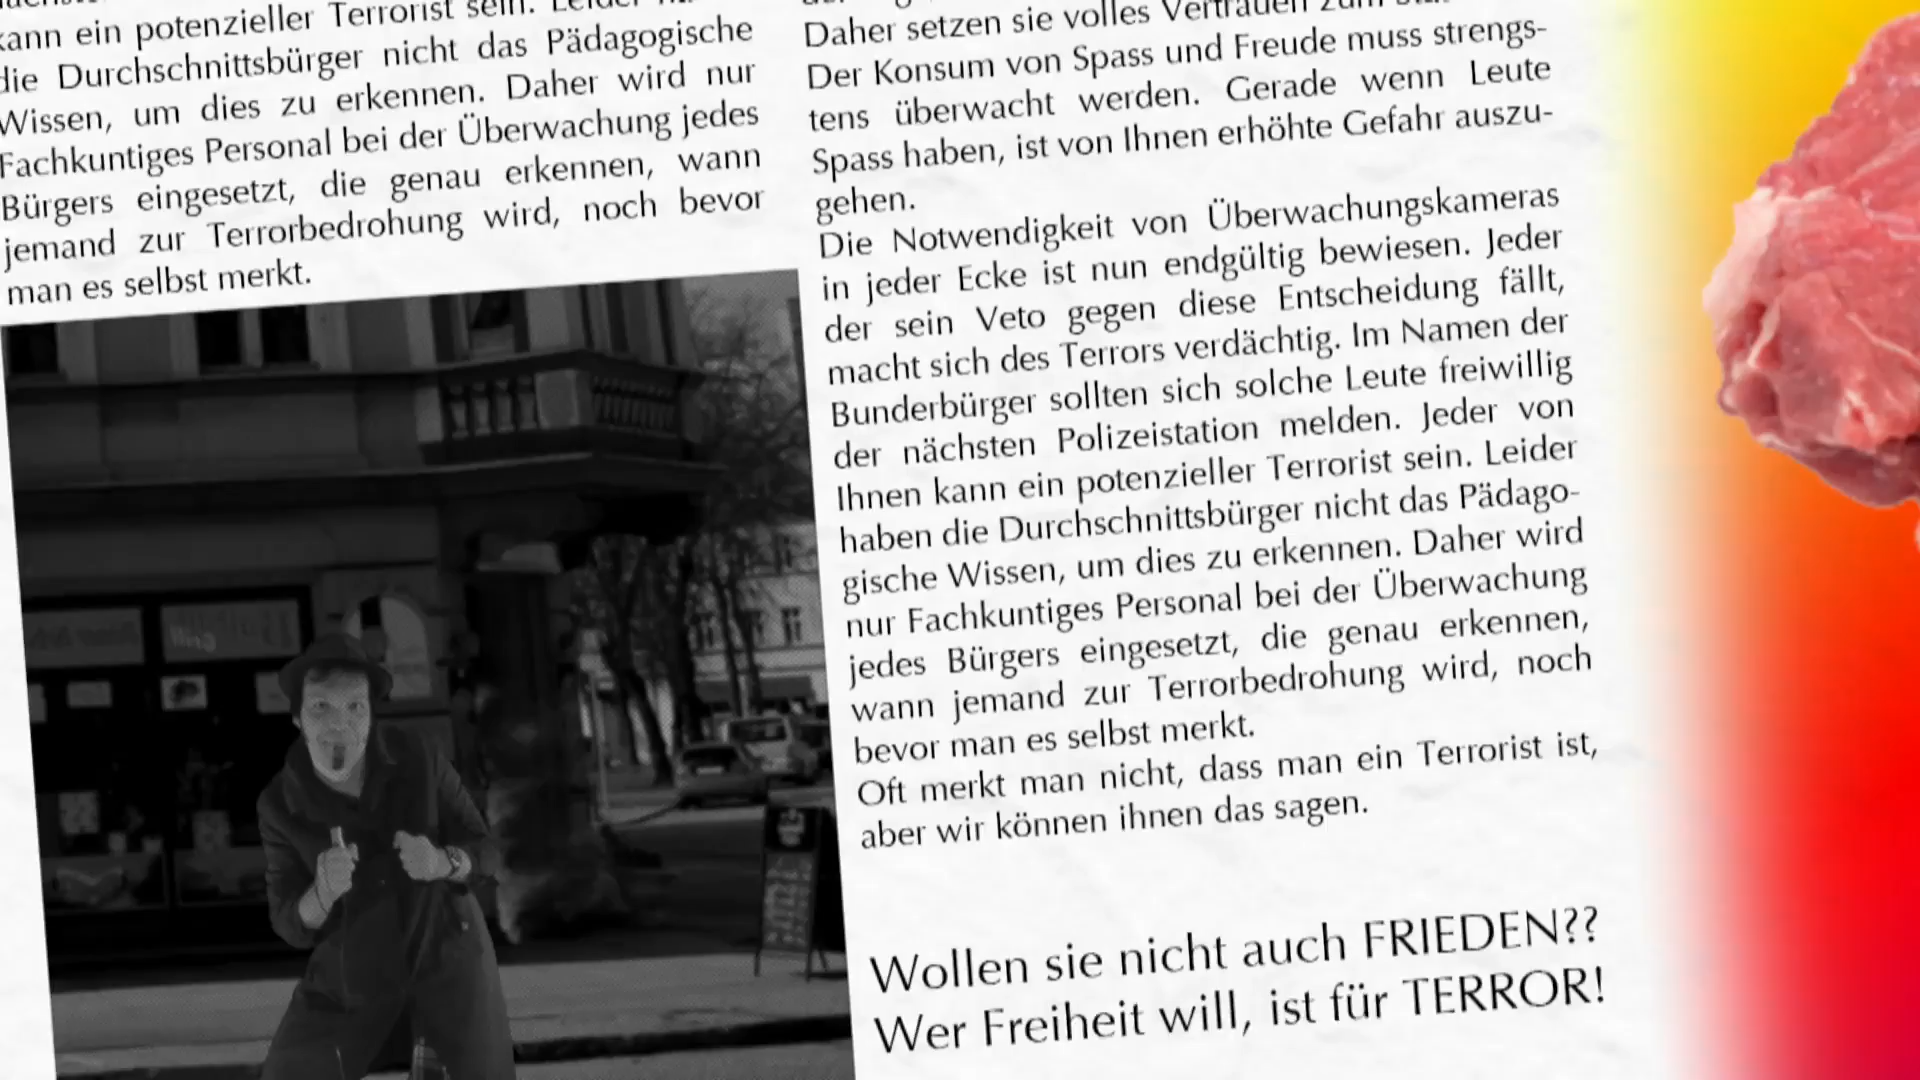 kann ein potenzieller Terrorist sein.
die Durchschnittsbürger nicht das Pädagogische
Wissen, um dies zu erkennen. Daher wird nur
Fachkuntiges Personal bei der Überwachung jedes
Bürgers eingesetzt, die genau erkennen, wann
jemand zur Terrorbedrohung wird, noch bevor
man es selbst merkt.
Daher setzen sie volles Vertrauen
Der Konsum von Spass und Freude muss strengs-
tens überwacht werden. Gerade wenn Leute
Spass haben, ist von Ihnen erhöhte Gefahr auszu-
gehen.
Die Notwendigkeit von Überwachungskameras
in jeder Ecke ist nun endgültig bewiesen. Jeder
der sein Veto gegen diese Entscheidung fällt,
macht sich des Terrors verdächtig. Im Namen der
Bunderbürger sollten sich solche Leute freiwillig
der nächsten Polizeistation melden. Jeder von
Ihnen kann ein potenzieller Terrorist sein. Leider
haben die Durchschnittsbürger nicht das Pädago-
gische Wissen, um dies zu erkennen. Daher wird
nur Fachkuntiges Personal bei der Überwachung
jedes Bürgers eingesetzt, die genau erkennen,
wann jemand zur Terrorbedrohung wird, noch
bevor man es selbst merkt.
Oft merkt man nicht, dass man ein Terrorist ist,
aber wir können ihnen das sagen.
Wollen sie nicht auch FRIEDEN??
Wer Freiheit will, ist für TERROR!